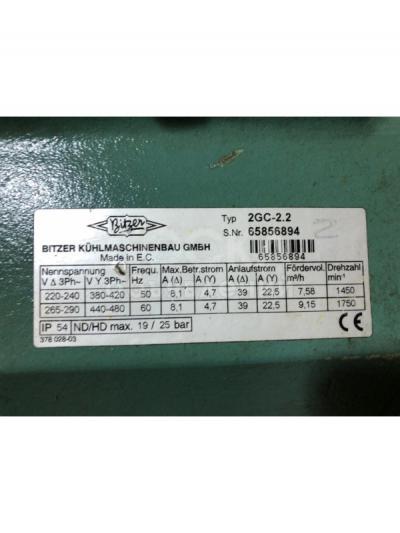 Bitzer
Typ 2GC-2.2
S.Nr. 65856894
2
BITZER KÜHLMASCHINENBAU GMBH
Made in E.C.
65856894
Nennspannung Frequ. Max.Betr.strom Anlaufstrom Fördervol. Drehzahl
V Δ 3Ph~ V Y 3Ph~ Hz A (Δ) A (Y) A (Δ) A (Y) m³/h min⁻¹
220-240 380-420 50 8,1 4,7 39 22,5 7,58 1450
265-290 440-480 60 8,1 4,7 39 22,5 9,15 1750
IP 54 ND/HD max. 19 / 25 bar
CE
378 028-03